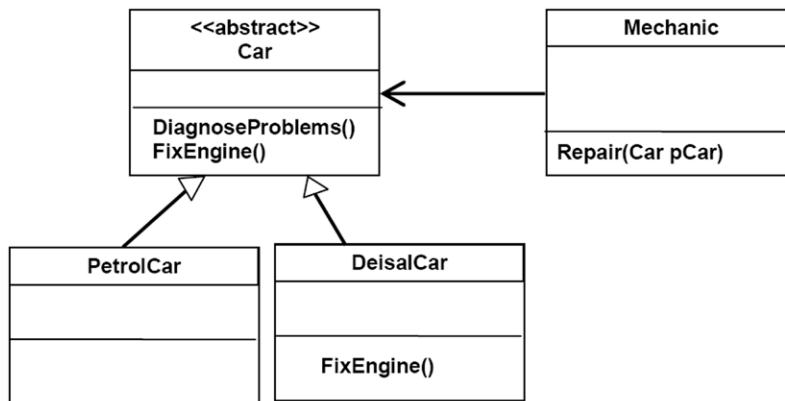 <<abstract>>
Car
DiagnoseProblems()
FixEngine()
Mechanic
Repair(Car pCar)
PetrolCar
DeisalCar
FixEngine()